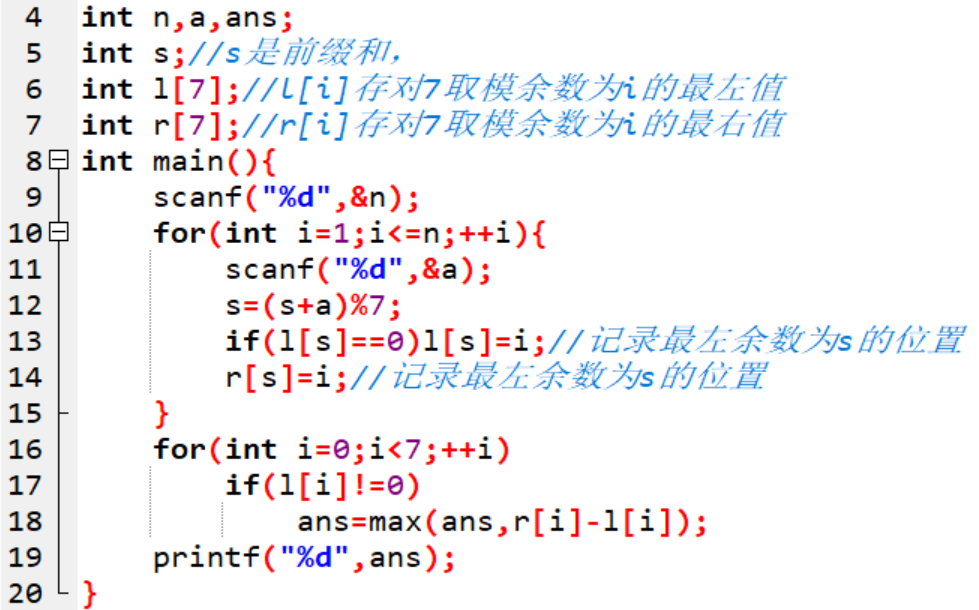 4 int n,a,ans;
5 int s;//s是前缀和，
6 int l[7];//l[i]存对7取模余数为i的最左值
7 int r[7];//r[i]存对7取模余数为i的最右值
8 int main(){
9 scanf("%d",&n);
10 for(int i=1;i<=n;++i){
11 scanf("%d",&a);
12 s=(s+a)%7;
13 if(l[s]==0)l[s]=i;//记录最左余数为s的位置
14 r[s]=i;//记录最左余数为s的位置
15 }
16 for(int i=0;i<7;++i)
17 if(l[i]!=0)
18 ans=max(ans,r[i]-l[i]);
19 printf("%d",ans);
20 }